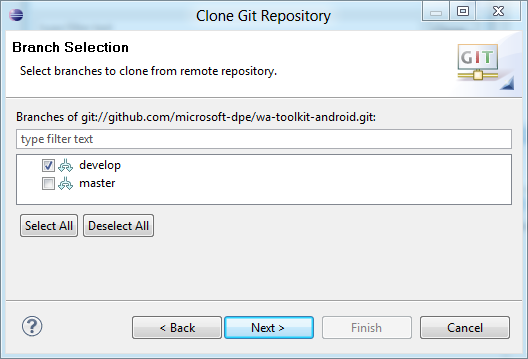 Clone Git Repository
Branch Selection
Select branches to clone from remote repository.
GIT
Branches of git://github.com/microsoft-dpe/wa-toolkit-android.git:
type filter text
develop
master
Select All Deselect All
? < Back Next > Finish Cancel